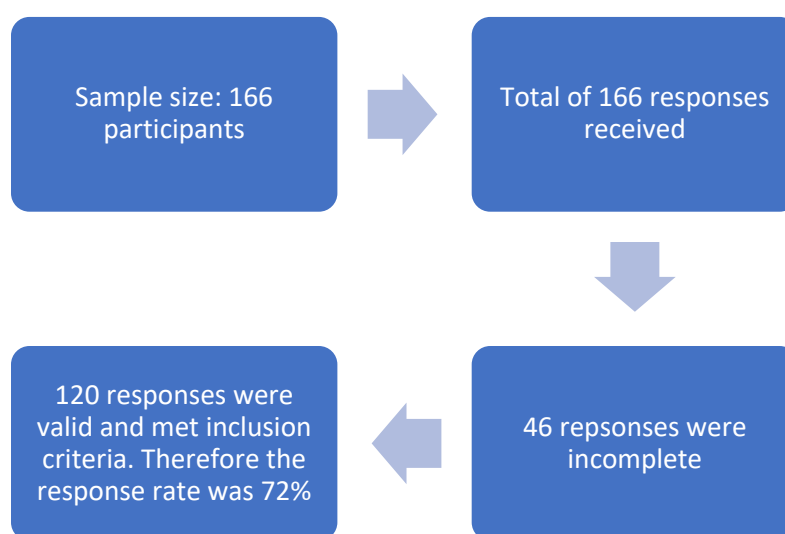 Sample size: 166
participants
Total of 166 responses
received
46 repsonses were
incomplete
120 responses were
valid and met inclusion
criteria. Therefore the
response rate was 72%